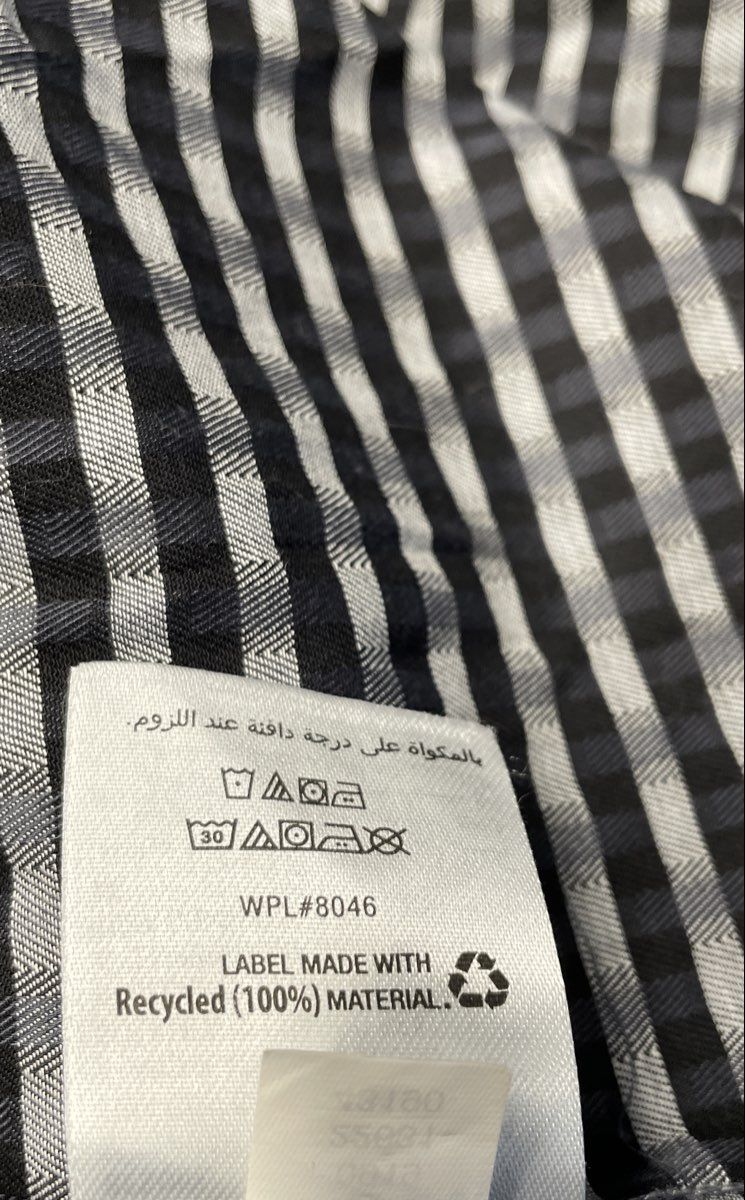 بالمكواة على درجة دافئة عند اللزوم.
30
WPL#8046
LABEL MADE WITH
Recycled (100%) MATERIAL.